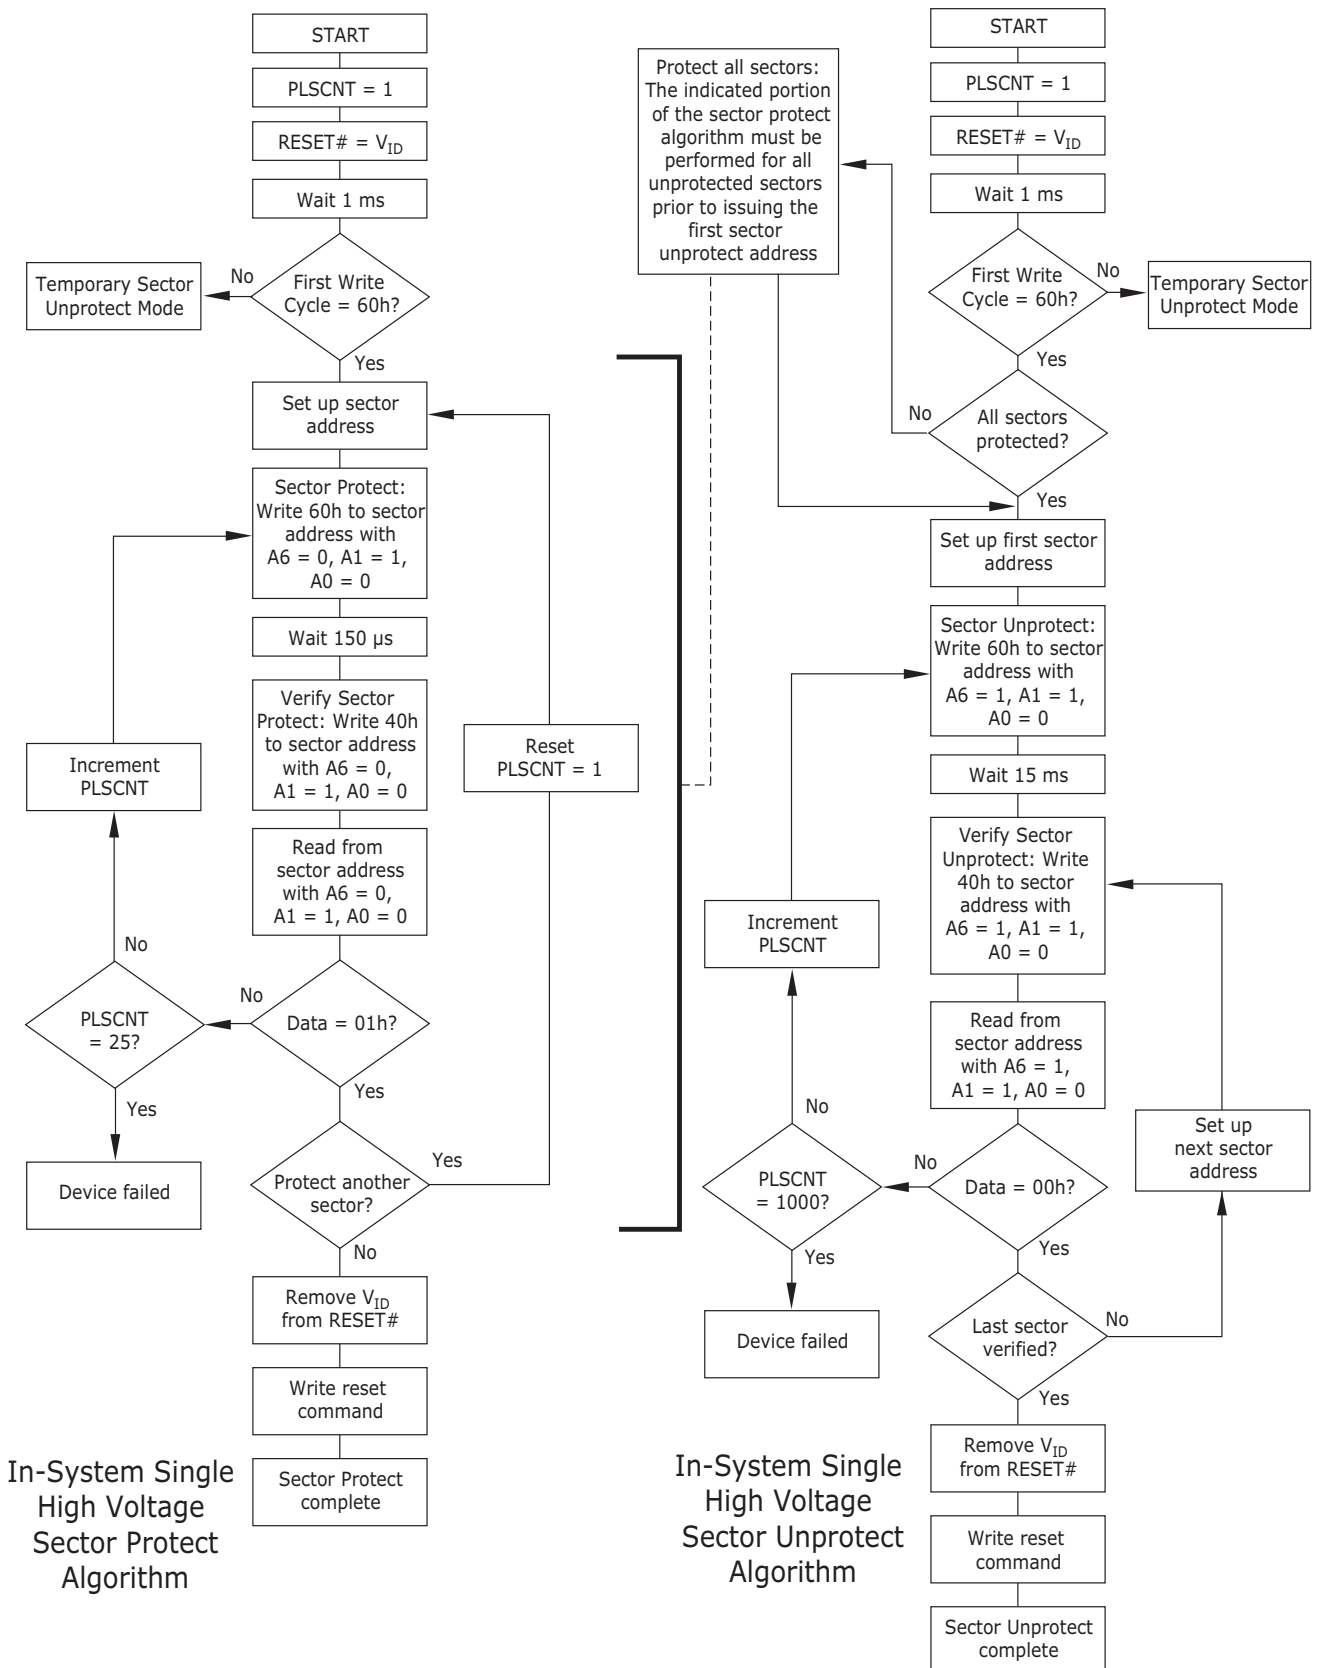 START
PLSCNT = 1
RESET# = VID
Wait 1 ms
First Write
Cycle = 60h?
No
Temporary Sector
Unprotect Mode
Yes
Set up sector
address
Sector Protect:
Write 60h to sector
address with
A6 = 0, A1 = 1,
A0 = 0
Wait 150 µs
Verify Sector
Protect: Write 40h
to sector address
with A6 = 0,
A1 = 1, A0 = 0
Reset
PLSCNT = 1
Increment
PLSCNT
Read from
sector address
with A6 = 0,
A1 = 1, A0 = 0
No
No
Data = 01h?
PLSCNT
= 25?
Yes
Yes
Device failed
Protect another
sector?
Yes
No
Remove VID
from RESET#
Write reset
command
Sector Protect
complete
In-System Single
High Voltage
Sector Protect
Algorithm
START
Protect all sectors:
The indicated portion
of the sector protect
algorithm must be
performed for all
unprotected sectors
prior to issuing the
first sector
unprotect address
PLSCNT = 1
RESET# = VID
Wait 1 ms
First Write
Cycle = 60h?
No
Temporary Sector
Unprotect Mode
Yes
No
All sectors
protected?
Yes
Set up first sector
address
Sector Unprotect:
Write 60h to sector
address with
A6 = 1, A1 = 1,
A0 = 0
Wait 15 ms
Verify Sector
Unprotect: Write
40h to sector
address with
A6 = 1, A1 = 1,
A0 = 0
Increment
PLSCNT
Read from
sector address
with A6 = 1,
A1 = 1, A0 = 0
Set up
next sector
address
No
No
Data = 00h?
PLSCNT
= 1000?
Yes
Yes
Device failed
Last sector
verified?
No
Yes
Remove VID
from RESET#
Write reset
command
Sector Unprotect
complete
In-System Single
High Voltage
Sector Unprotect
Algorithm